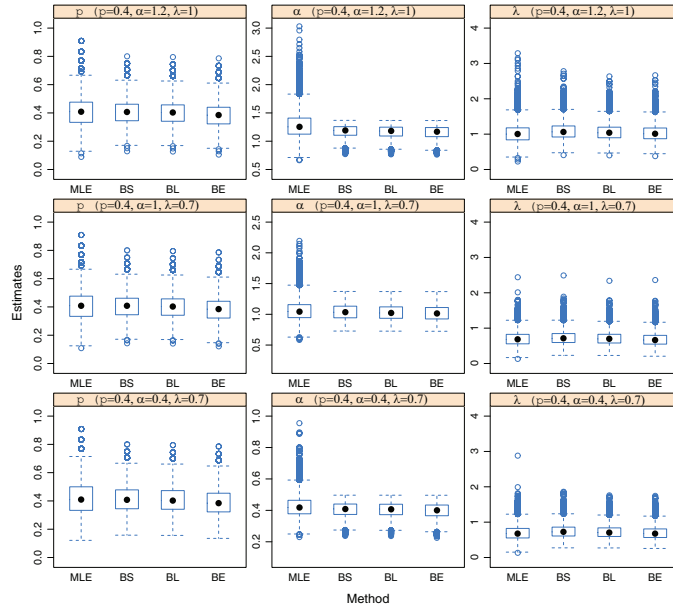 p (p=0.4, α=1.2, λ=1)
α (p=0.4, α=1.2, λ=1)
λ (p=0.4, α=1.2, λ=1)
0.0 0.2 0.4 0.6 0.8 1.0
0.5 1.0 1.5 2.0 2.5 3.0
0 1 2 3 4
MLE BS BL BE
MLE BS BL BE
MLE BS BL BE
p (p=0.4, α=1, λ=0.7)
α (p=0.4, α=1, λ=0.7)
λ (p=0.4, α=1, λ=0.7)
0.0 0.2 0.4 0.6 0.8 1.0
0.5 1.0 1.5 2.0 2.5
0 1 2 3 4
Estimates
MLE BS BL BE
MLE BS BL BE
MLE BS BL BE
p (p=0.4, α=0.4, λ=0.7)
α (p=0.4, α=0.4, λ=0.7)
λ (p=0.4, α=0.4, λ=0.7)
0.0 0.2 0.4 0.6 0.8 1.0
0.2 0.4 0.6 0.8 1.0
0 1 2 3 4
MLE BS BL BE
MLE BS BL BE
MLE BS BL BE
Method